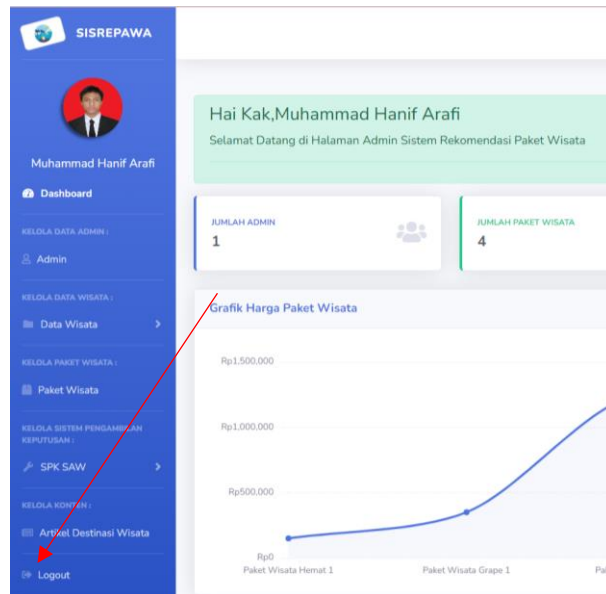 SISREPAWA
Muhammad Hanif Arafi
Dashboard
KELOLA DATA ADMIN :
Admin
KELOLA DATA WISATA :
Data Wisata
KELOLA PAKET WISATA :
Paket Wisata
KELOLA SISTEM PENGAMBILAN
KEPUTUSAN :
SPK SAW
KELOLA KONTEN :
Artikel Destinasi Wisata
Logout
Hai Kak,Muhammad Hanif Arafi
Selamat Datang di Halaman Admin Sistem Rekomendasi Paket Wisata
JUMLAH ADMIN
1
JUMLAH PAKET WISATA
4
Grafik Harga Paket Wisata
Rp1,500,000
Rp1,000,000
Rp500,000
Rp0
Paket Wisata Hemat 1
Paket Wisata Grape 1
Pa